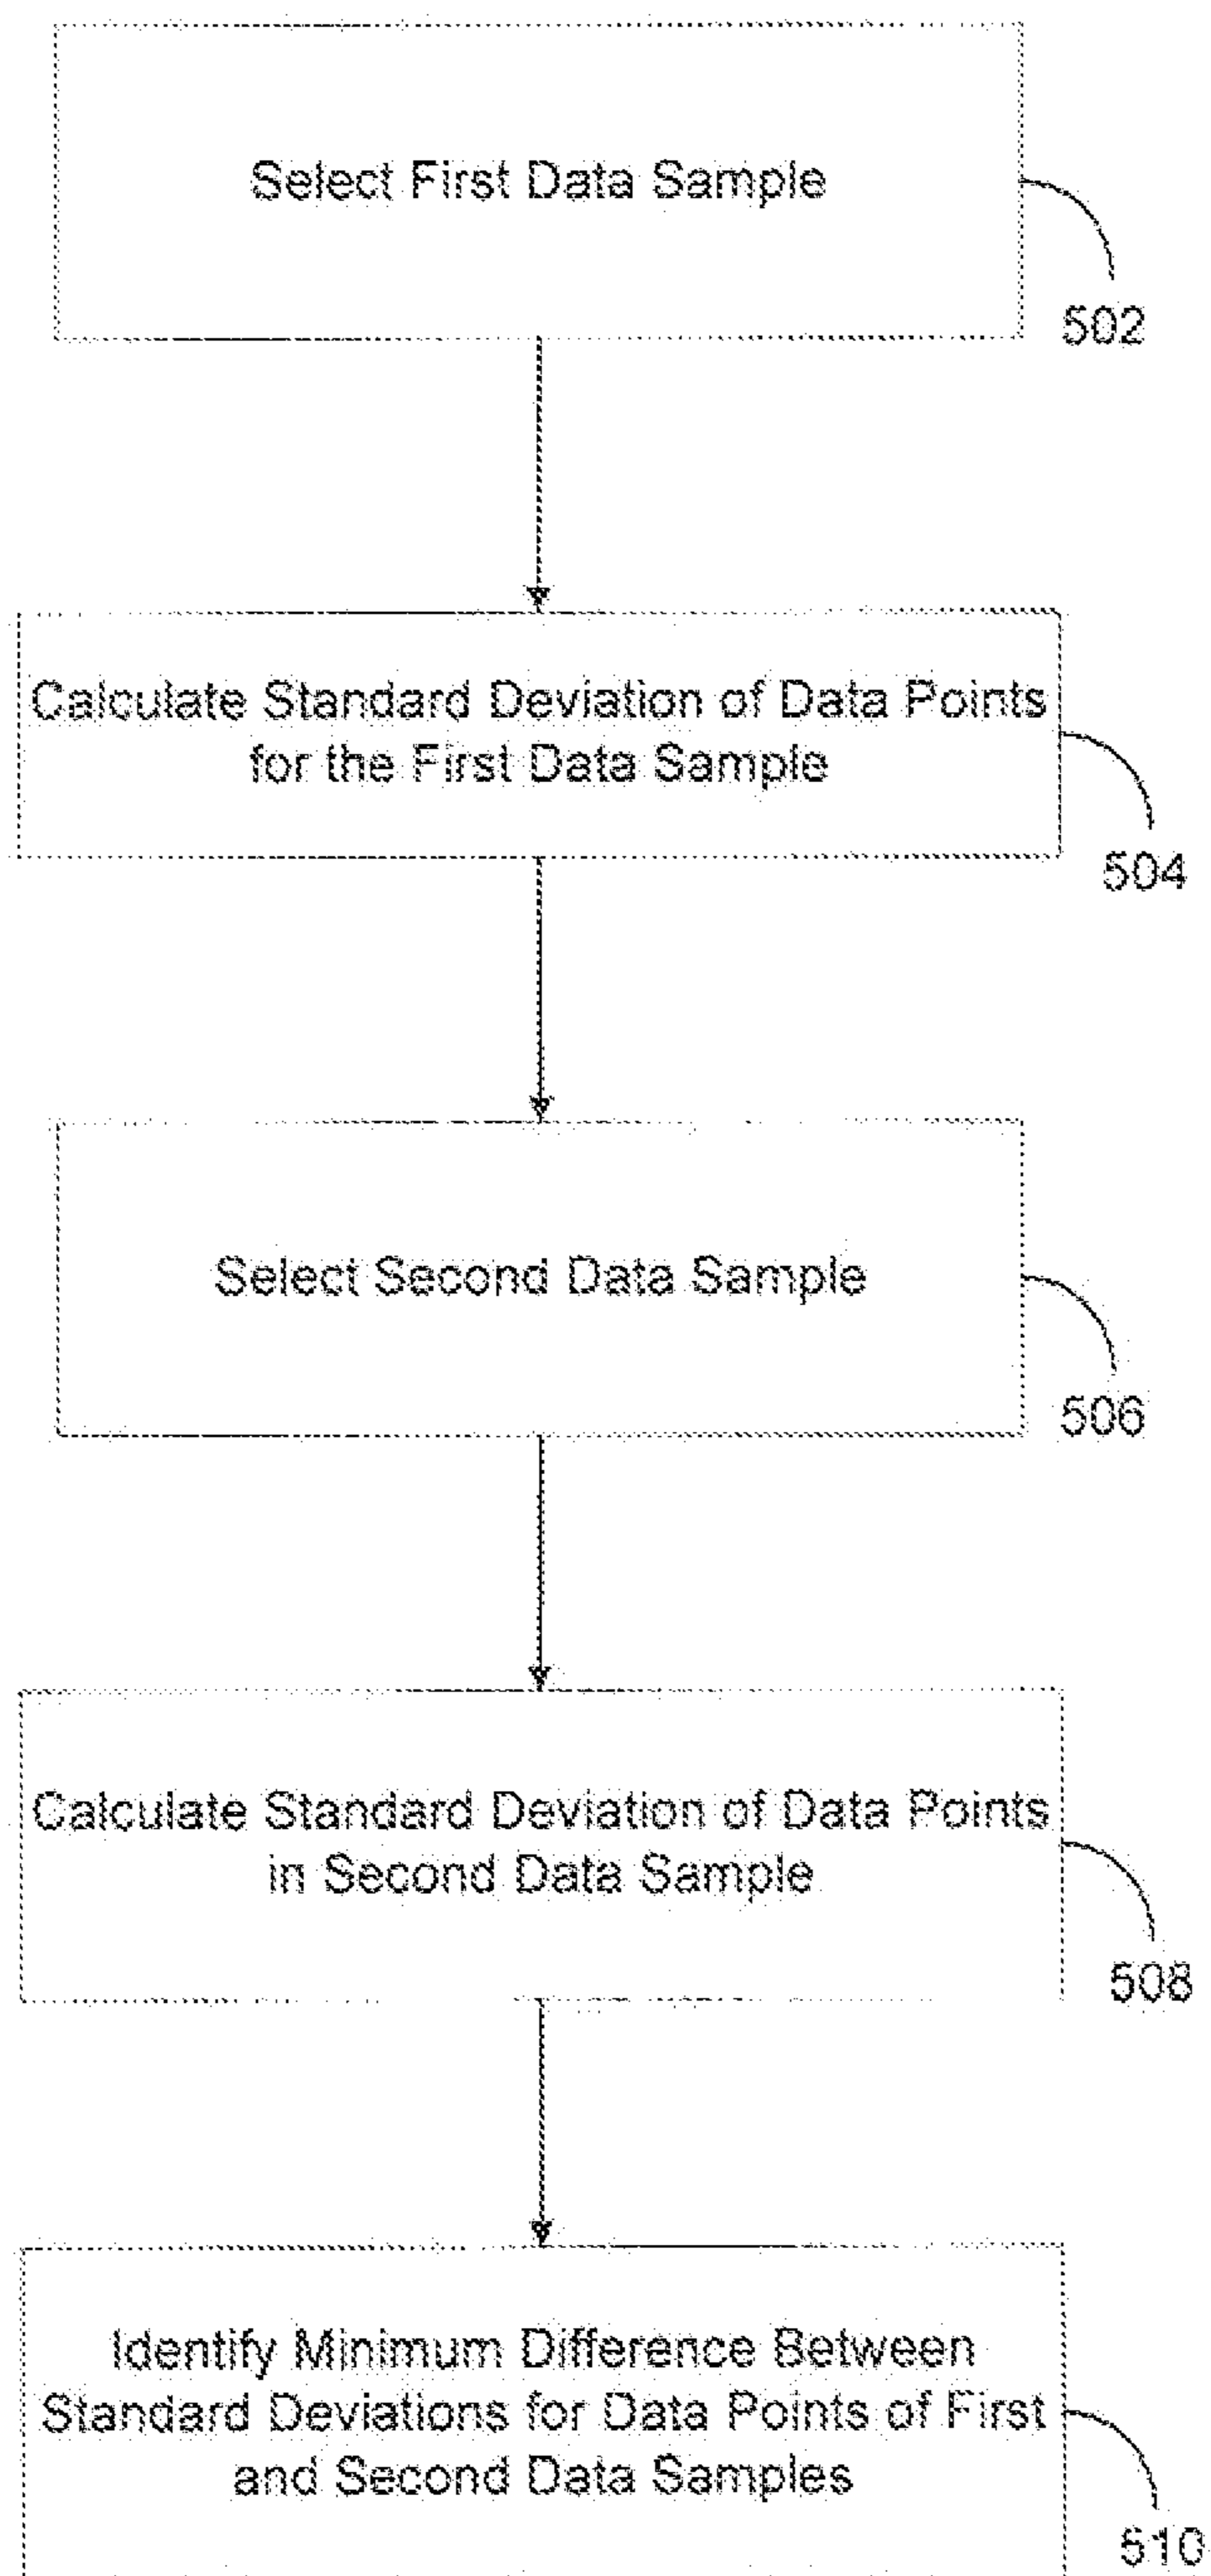 Select First Data Sample
502
Calculate Standard Deviation of Data Points
for the First Data Sample
504
Select Second Data Sample
506
Calculate Standard Deviation of Data Points
in Second Data Sample
508
Identify Minimum Difference Between
Standard Deviations for Data Points of First
and Second Data Samples
510